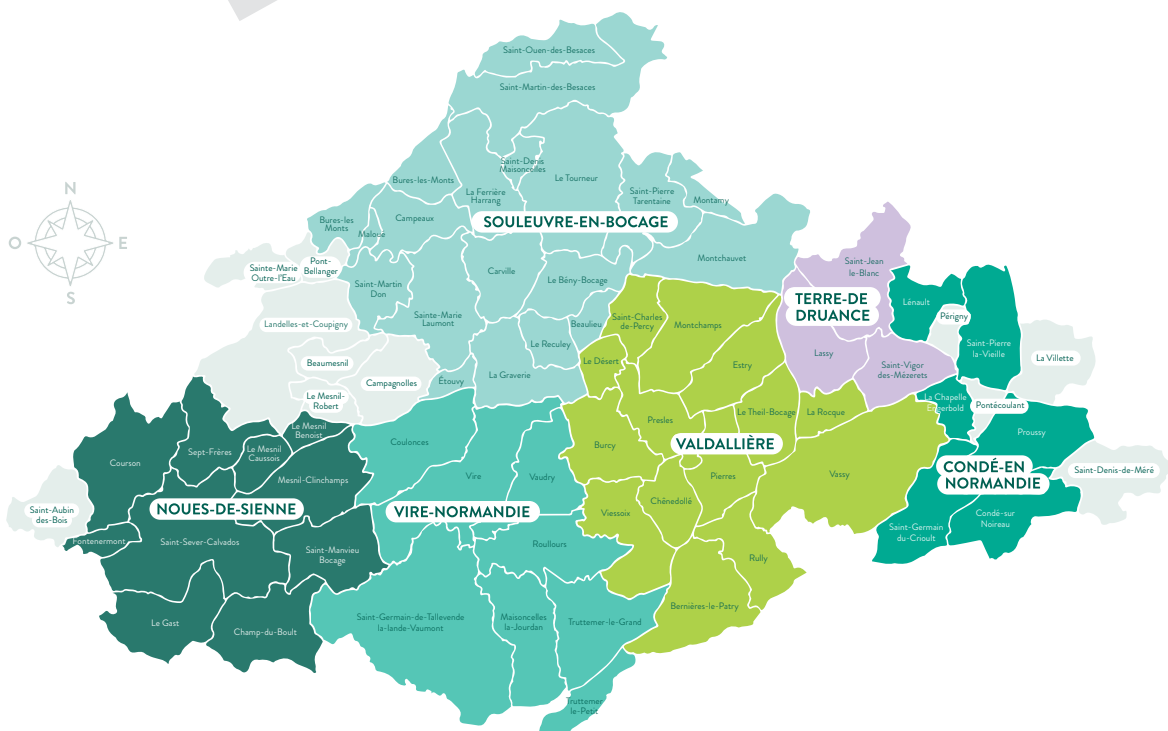 Saint-Ouen-des-Besaces
Saint-Martin-des-Besaces
Saint-Denis
Maisoncelles
Le Tourneur
Bures-les-Monts
La Ferrière
Harrang
Saint-Pierre
Tarentaine
Montamy
N
O
E
S
Bures-les
Monts
Maloué
Campeaux
SOULEUVRE-EN-BOCAGE
Montchauvet
Sainte-Marie
Outre-l'Eau
Pont-
Bellanger
Saint-Martin
Don
Carville
Le Bény-Bocage
Saint-Jean
le-Blanc
TERRE-DE
DRUANCE
Lénault
Périgny
Landelles-et-Coupigny
Sainte-Marie
Laumont
Beaulieu
Saint-Charles
de-Percy
Montchamps
Saint-Pierre
la-Vieille
La Villette
Beaumesnil
Le Reculey
Le Désert
Estry
Lassy
Saint-Vigor
des-Mézerets
Campagnolles
Étouvy
La Graverie
Le Mesnil-
Robert
La Chapelle
Engerbold
Pontécoulant
Le Mesnil
Benoist
Presles
Le Theil-Bocage
La Rocque
Proussy
Coulonces
Burcy
VALDALLIÈRE
Sept-Frères
Le Mesnil
Caussois
Courson
Mesnil-Clinchamps
Vire
Vaudry
Pierres
Vassy
CONDÉ-EN
NORMANDIE
Saint-Denis-de-Méré
Saint-Aubin
des-Bois
NOUES-DE-SIENNE
VIRE-NORMANDIE
Viessoix
Chênedollé
Saint-Germain
du-Crioult
Condé-sur
Noireau
Fontenermont
Saint-Sever-Calvados
Saint-Manvieu
Bocage
Roullours
Rully
Bernières-le-Patry
Le Gast
Champ-du-Boult
Saint-Germain-de-Tallevende
la-lande-Vaumont
Maisoncelles
la-Jourdan
Truttemer-le-Grand
Truttemer
le-Petit